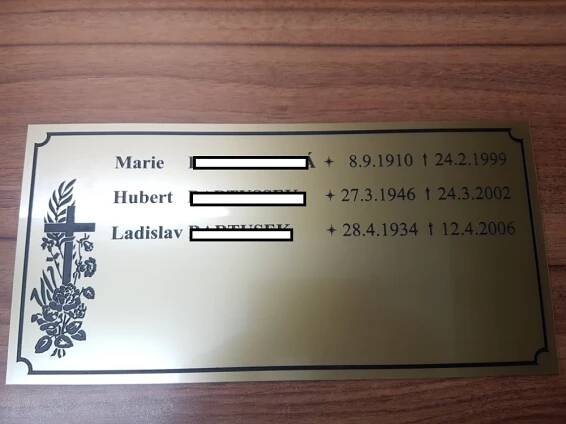 Marie ✦ 8.9.1910 † 24.2.1999
Hubert ✦ 27.3.1946 † 24.3.2002
Ladislav ✦ 28.4.1934 † 12.4.2006